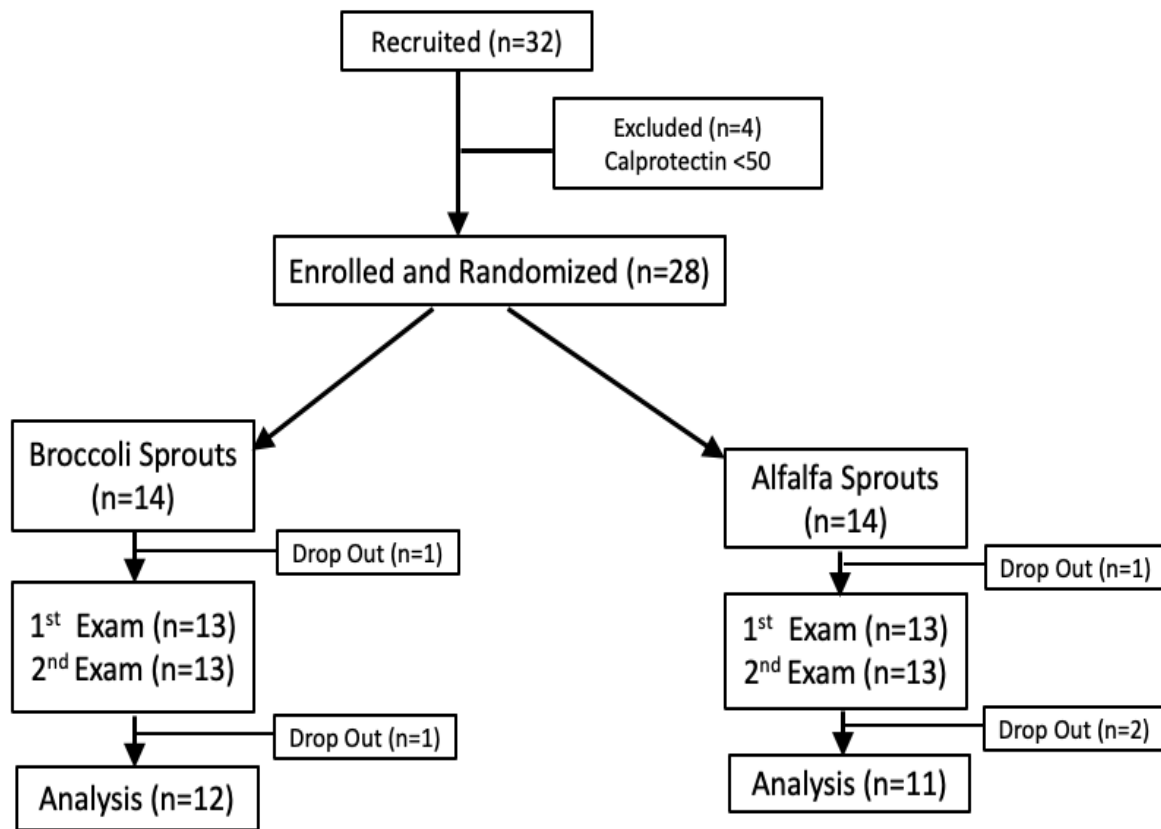 Recruited (n=32)
Excluded (n=4)
Calprotectin <50
Enrolled and Randomized (n=28)
Broccoli Sprouts
(n=14)
Drop Out (n=1)
1st Exam (n=13)
2nd Exam (n=13)
Drop Out (n=1)
Analysis (n=12)
Alfalfa Sprouts
(n=14)
Drop Out (n=1)
1st Exam (n=13)
2nd Exam (n=13)
Drop Out (n=2)
Analysis (n=11)